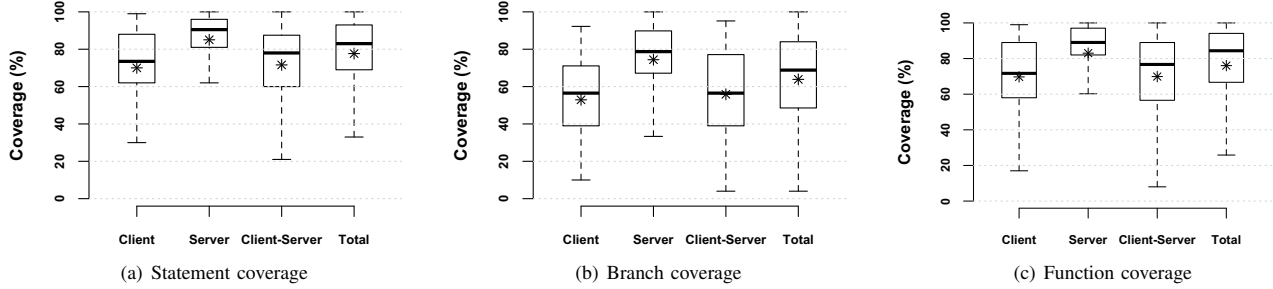 Coverage (%)
100
80
60
40
20
0
Client Server Client-Server Total
(a) Statement coverage
Coverage (%)
100
80
60
40
20
0
Client Server Client-Server Total
(b) Branch coverage
Coverage (%)
100
80
60
40
20
0
Client Server Client-Server Total
(c) Function coverage